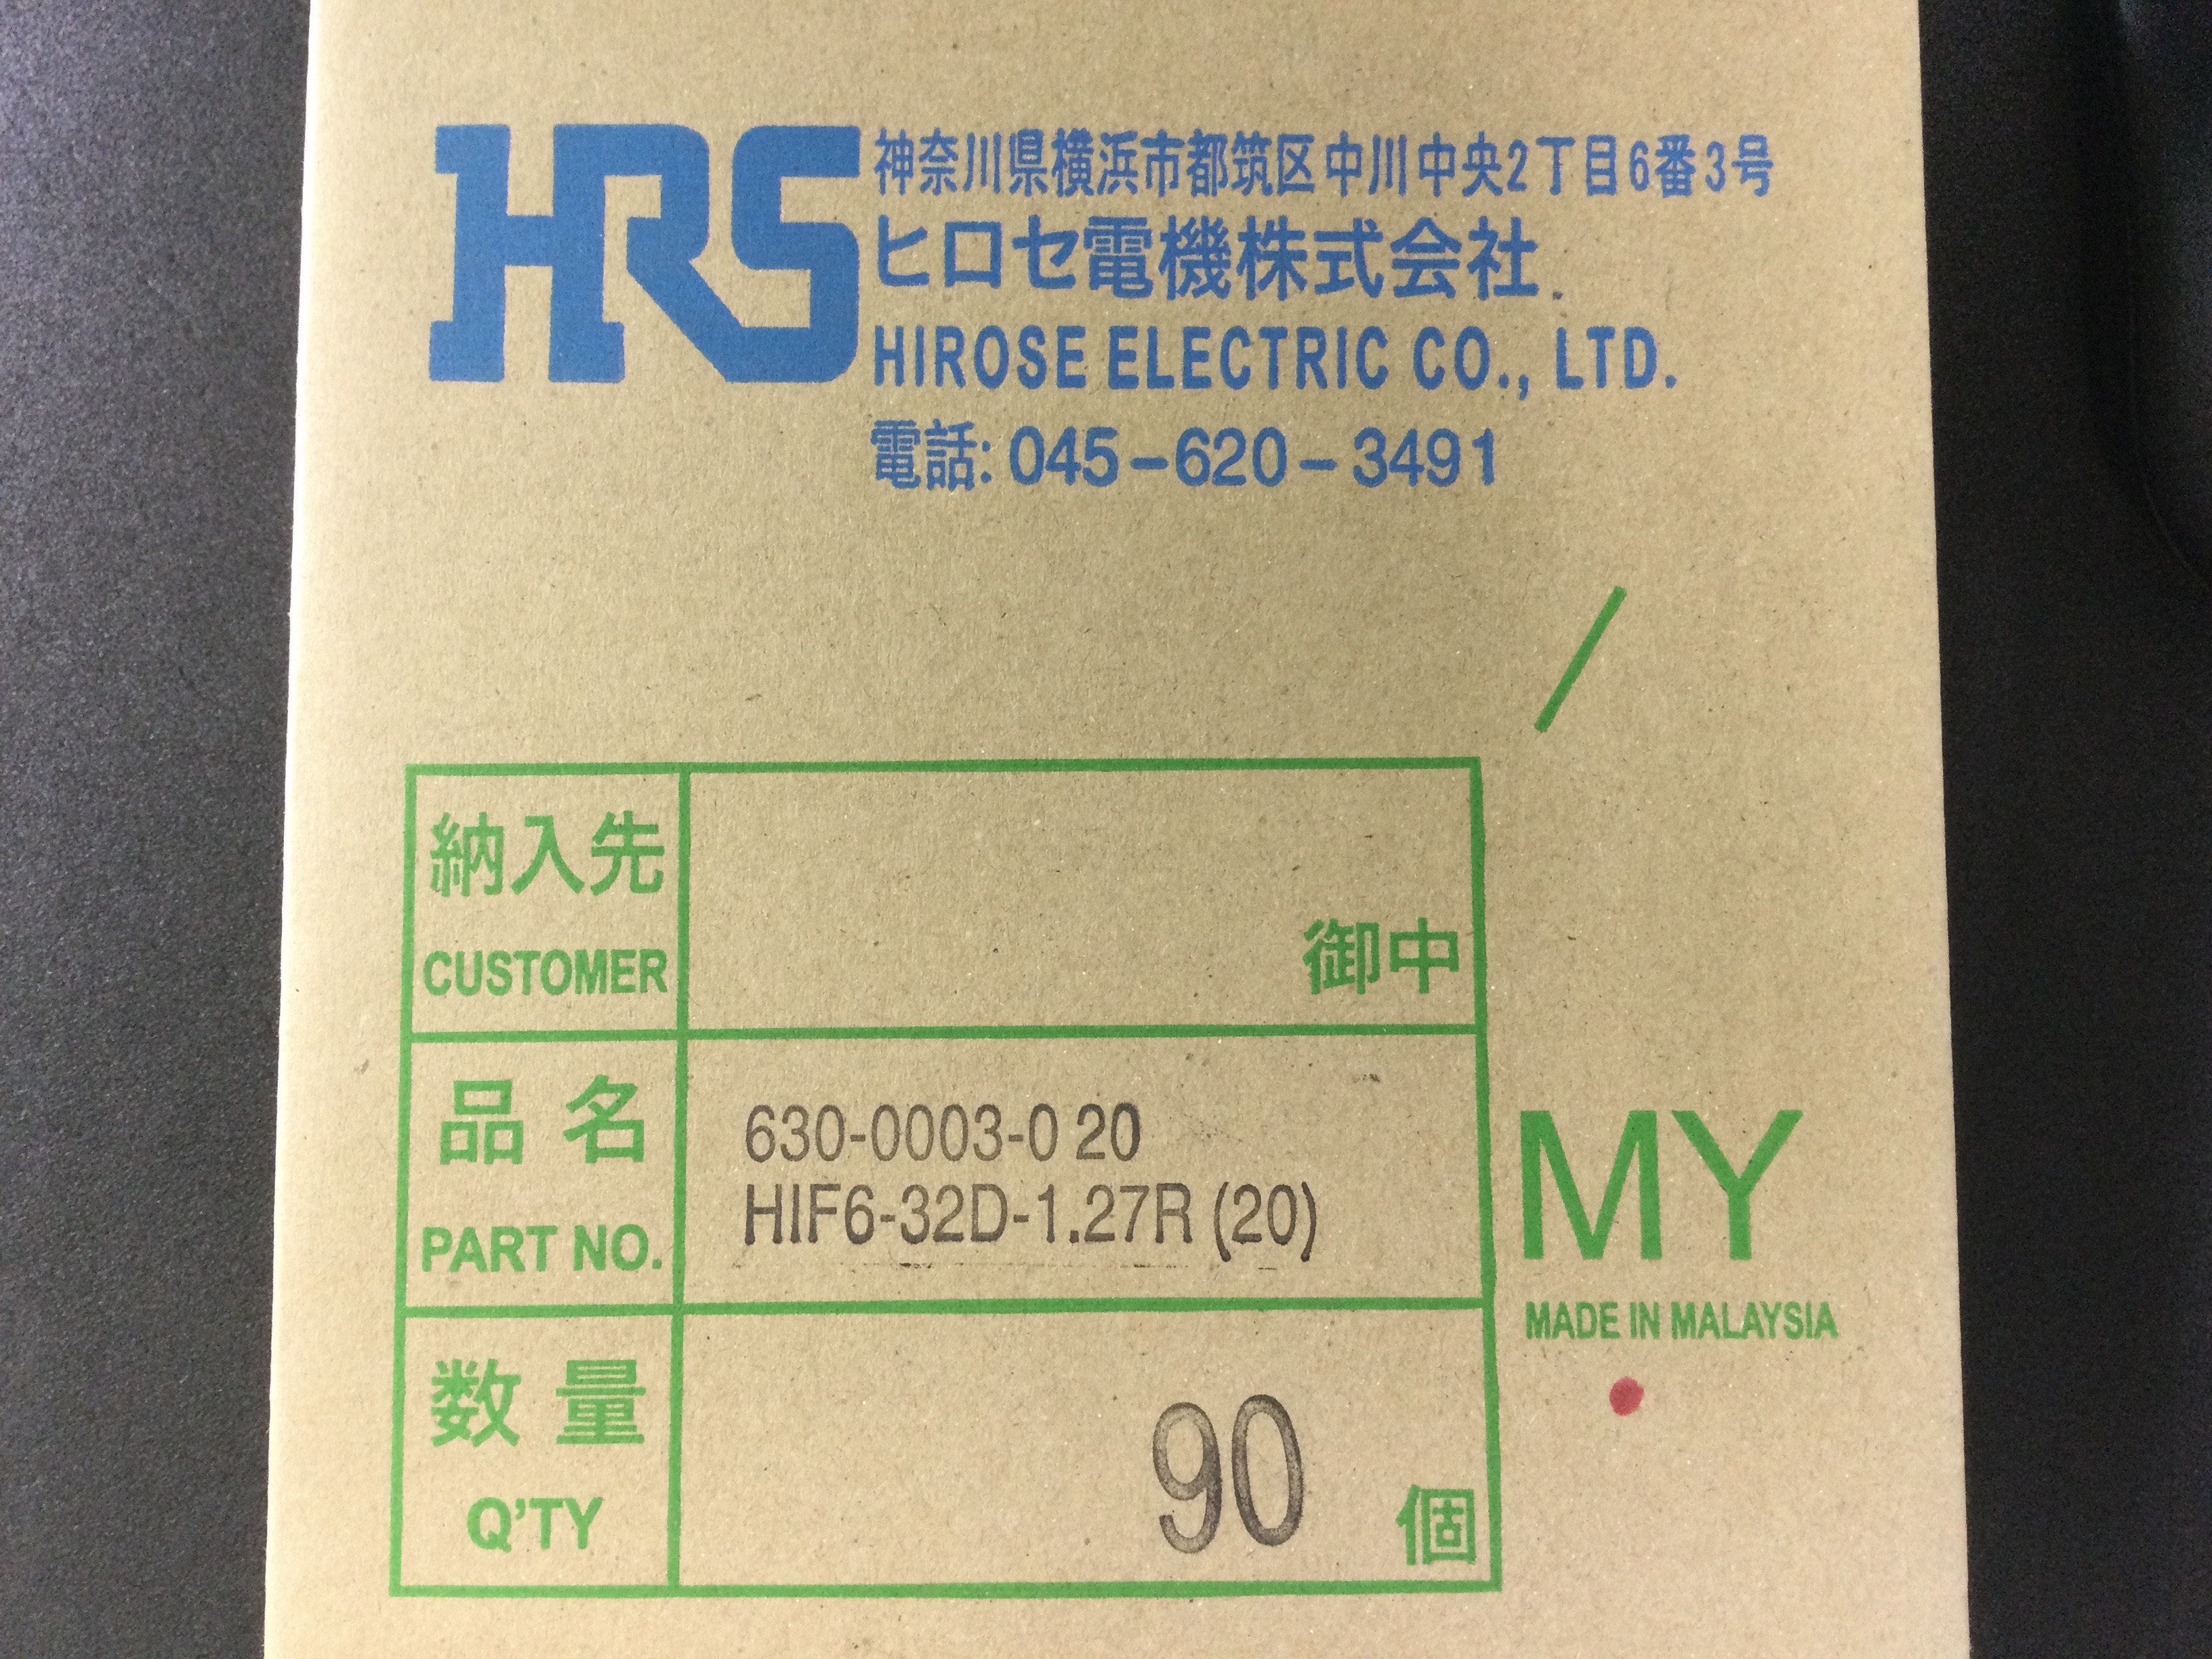 HRS
神奈川県横浜市都筑区中川中央2丁目6番3号
ヒロセ電機株式会社
HIROSE ELECTRIC CO., LTD.
電話: 045-620-3491
/
納入先
CUSTOMER
御中
品名
PART NO.
630-0003-0 20
HIF6-32D-1.27R (20)
MY
MADE IN MALAYSIA
数量
Q'TY
90
個